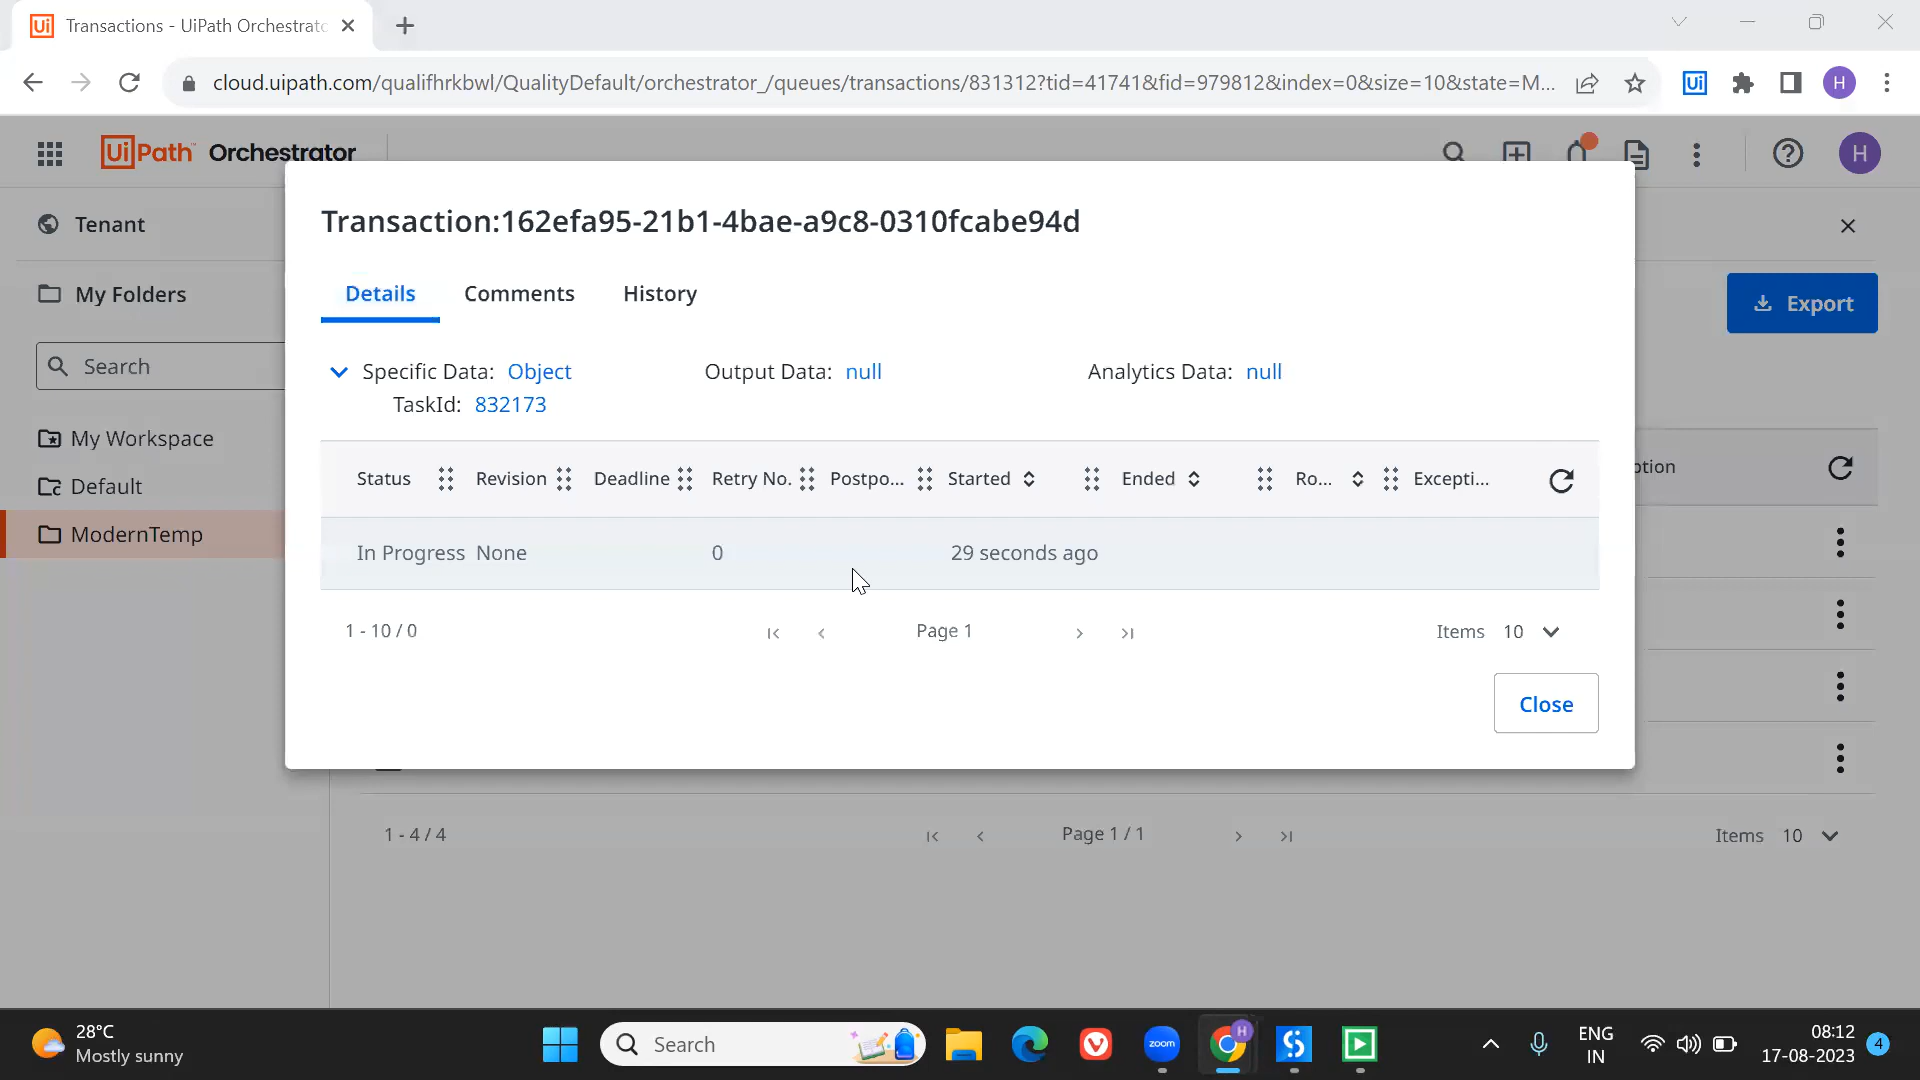 Transactions - UiPath Orchestrato
cloud.uipath.com/qualifhrkbwl/QualityDefault/orchestrator_/queues/transactions/831312?tid=41741&fid=979812&index=0&size=10&state=M...
UiPath Orchestrator
H
Tenant
My Folders
Search
My Workspace
Default
ModernTemp
Export
Transaction:162efa95-21b1-4bae-a9c8-0310fcabe94d
Details Comments History
Specific Data: Object Output Data: null Analytics Data: null
TaskId: 832173
Status Revision Deadline Retry No. Postpo... Started Ended Ro... Excepti...
In Progress None 0 29 seconds ago
1 - 10 / 0 Page 1 Items 10
Close
ption
1 - 4 / 4 Page 1 / 1 Items 10
28°C
Mostly sunny
Search
zoom
H
ENG
IN
08:12
17-08-2023
4